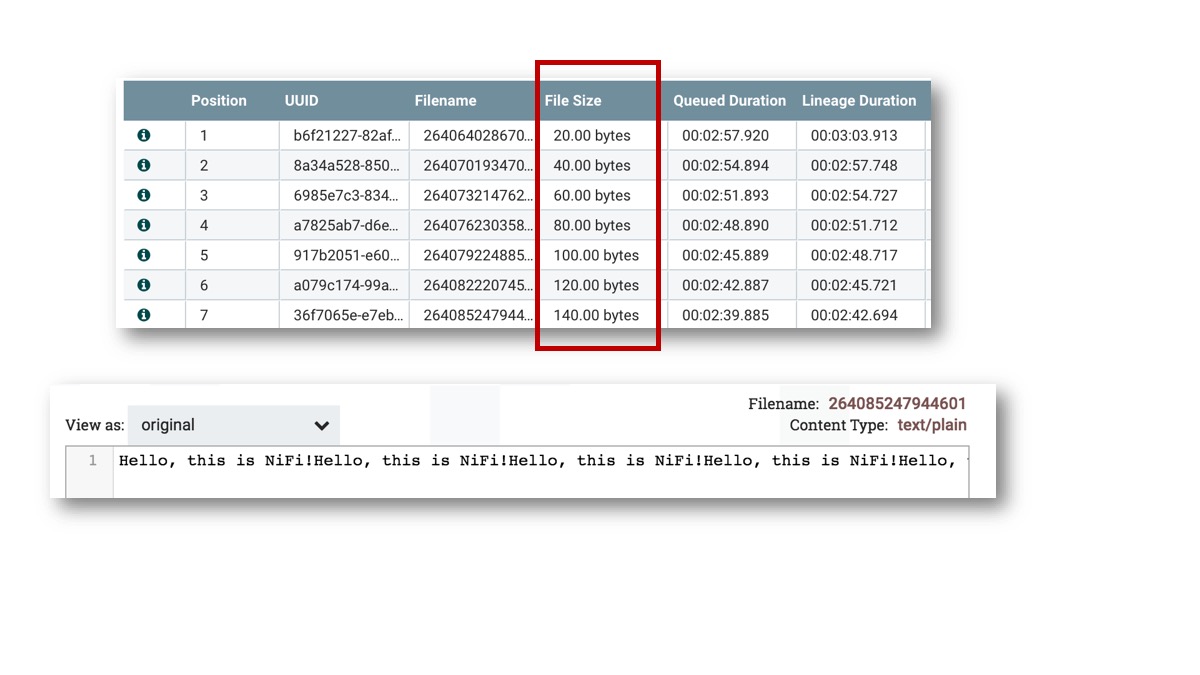 Position UUID Filename File Size Queued Duration Lineage Duration
1 b6f21227-82af... 264064028670... 20.00 bytes 00:02:57.920 00:03:03.913
2 8a34a528-850... 264070193470... 40.00 bytes 00:02:54.894 00:02:57.748
3 6985e7c3-834... 264073214762... 60.00 bytes 00:02:51.893 00:02:54.727
4 a7825ab7-d6e... 264076230358... 80.00 bytes 00:02:48.890 00:02:51.712
5 917b2051-e60... 264079224885... 100.00 bytes 00:02:45.889 00:02:48.717
6 a079c174-99a... 264082220745... 120.00 bytes 00:02:42.887 00:02:45.721
7 36f7065e-e7eb... 264085247944... 140.00 bytes 00:02:39.885 00:02:42.694
Filename: 264085247944601
View as: original Content Type: text/plain
1 Hello, this is NiFi!Hello, this is NiFi!Hello, this is NiFi!Hello, this is NiFi!Hello,